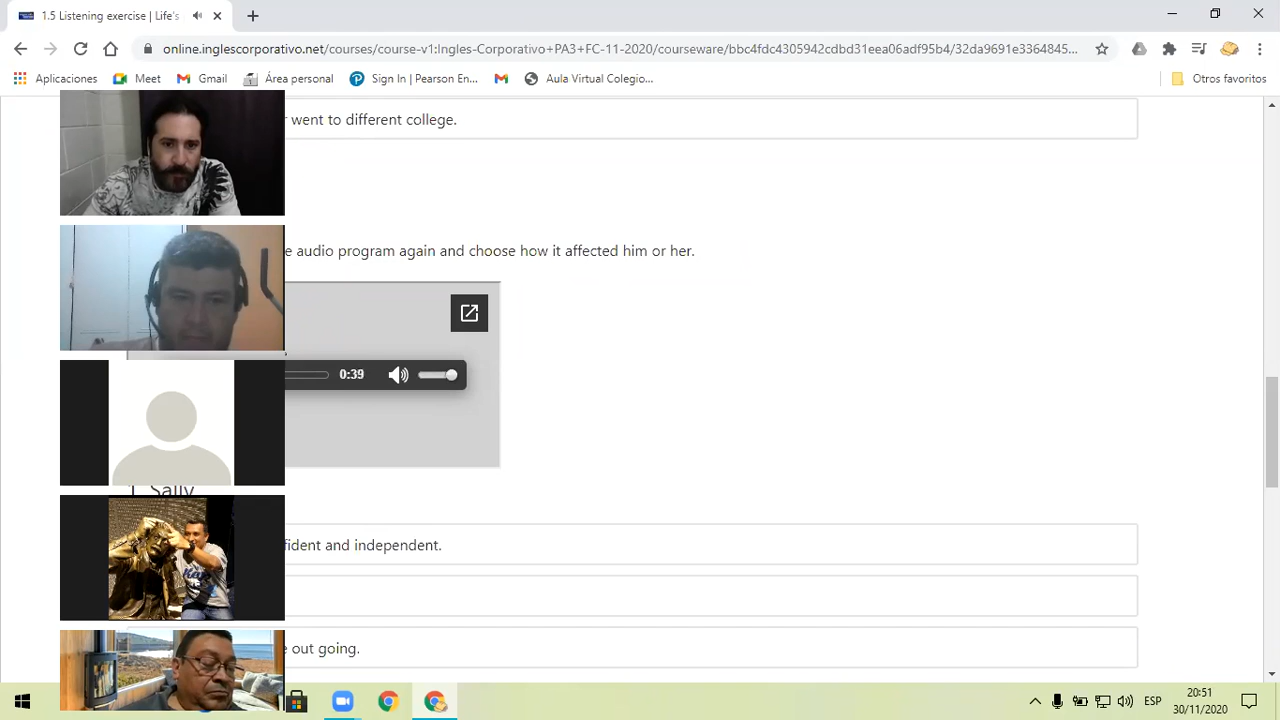 1.5 Listening exercise | Life's
online.inglescorporativo.net/courses/course-v1:Ingles-Corporativo+PA31+FC-11-2020/courseware/bbc4fdc4303242cdbb31eea06adf95b4/32da9691e3364845...
Aplicaciones Meet Gmail Área personal Sign In | Pearson En... Aula Virtual Colegio... Otros favoritos
r went to different college.
e audio program again and choose how it affected him or her.
0:39
1. Sally
fident and independent.
e out going.
ESP
20:51
30/11/2020